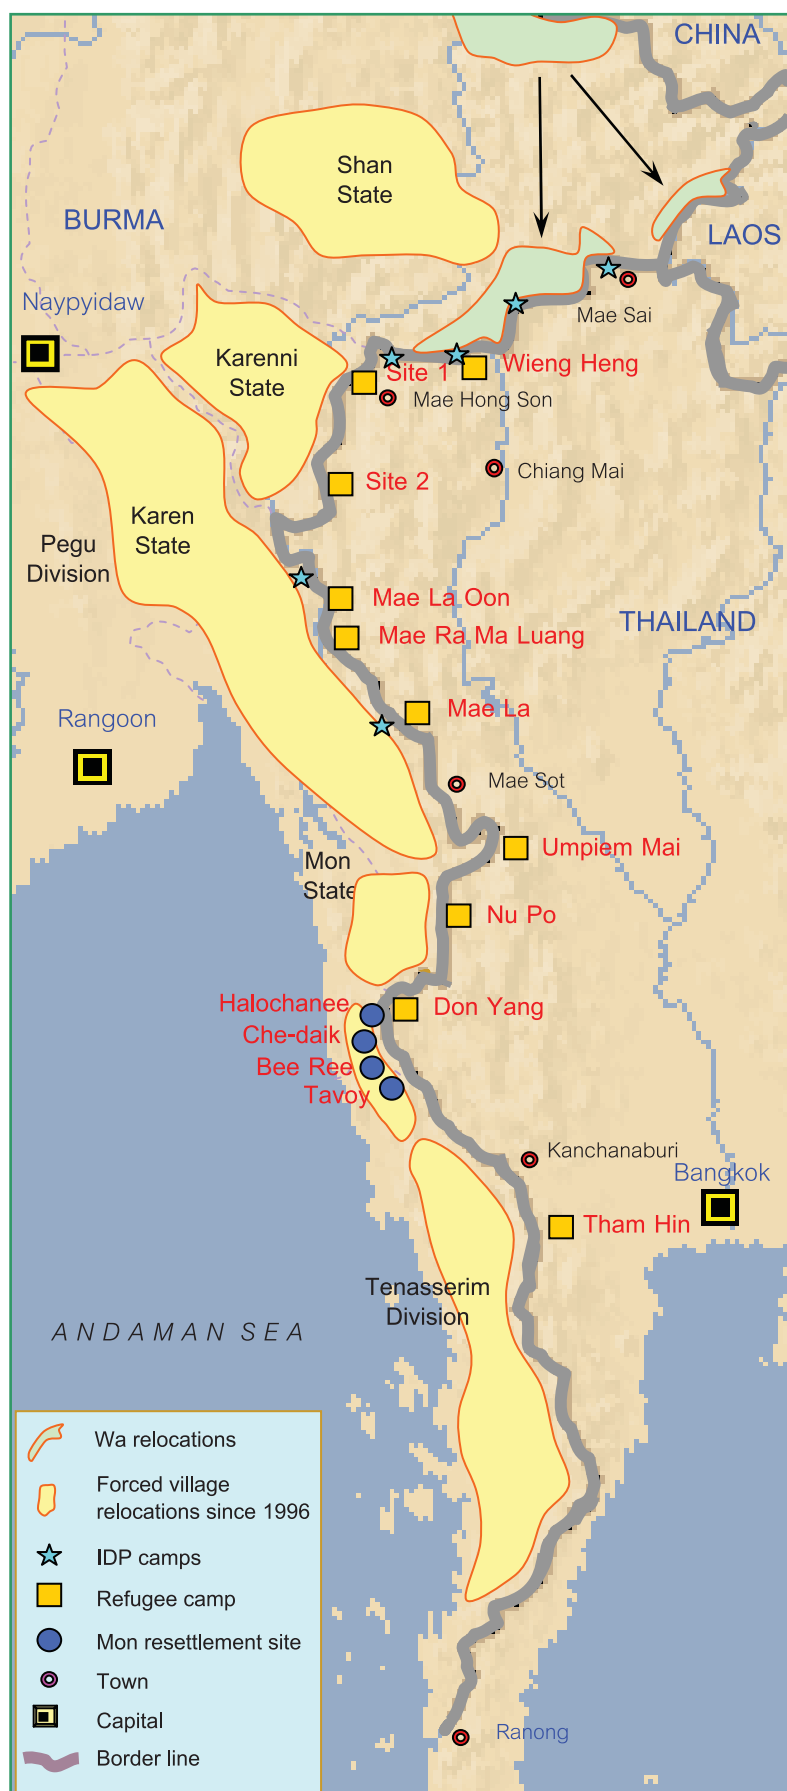 CHINA
Shan
State
BURMA
LAOS
Naypyidaw
Mae Sai
Karenni
State
Wieng Heng
Site 1
Mae Hong Son
Chiang Mai
Site 2
Karen
State
Pegu
Division
Mae La Oon
THAILAND
Mae Ra Ma Luang
Rangoon
Mae La
Mae Sot
Umpiem Mai
Mon
State
Nu Po
Halochanee
Don Yang
Che-daik
Bee Ree
Tavoy
Kanchanaburi
Bangkok
Tham Hin
Tenasserim
Division
ANDAMAN SEA
Wa relocations
Forced village
relocations since 1996
IDP camps
Refugee camp
Mon resettlement site
Town
Capital
Border line
Ranong